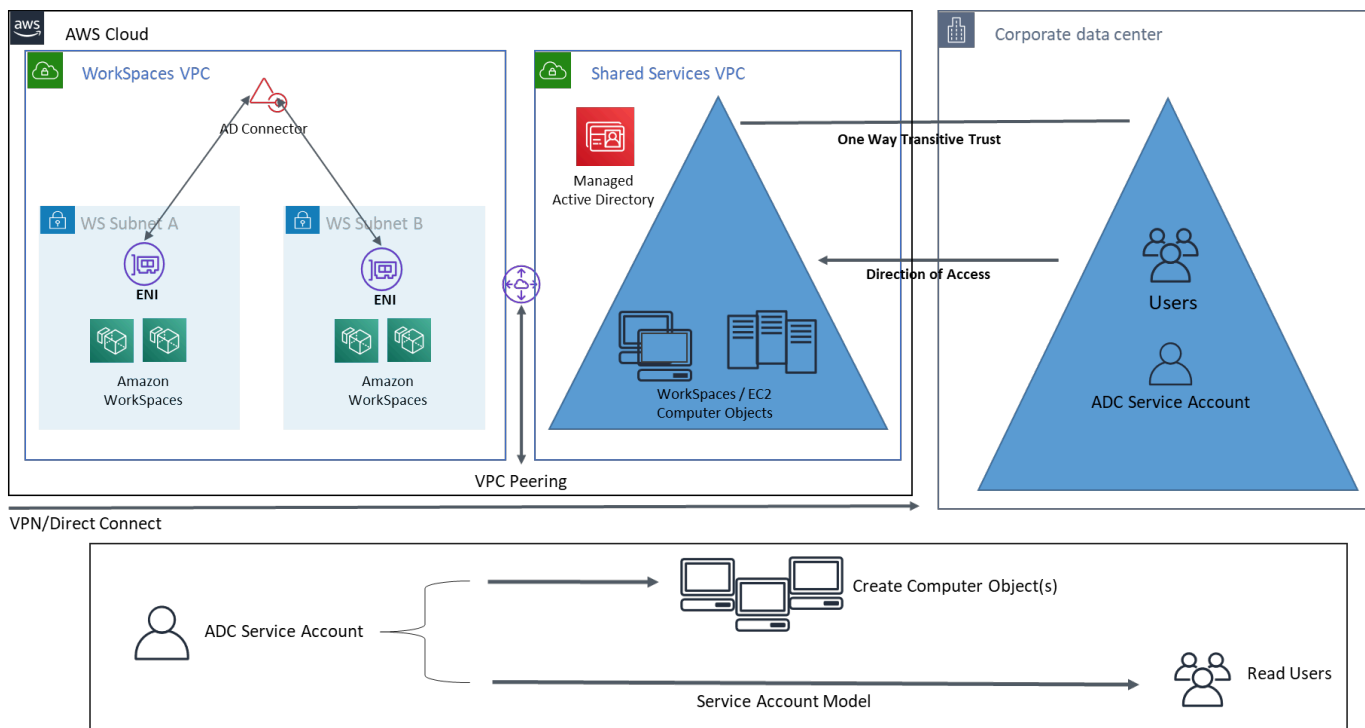 aws
AWS Cloud
WorkSpaces VPC
AD Connector
WS Subnet A
ENI
Amazon
WorkSpaces
WS Subnet B
ENI
Amazon
WorkSpaces
Shared Services VPC
Managed
Active Directory
WorkSpaces / EC2
Computer Objects
VPC Peering
One Way Transitive Trust
Direction of Access
Corporate data center
Users
ADC Service Account
VPN/Direct Connect
ADC Service Account
Create Computer Object(s)
Service Account Model
Read Users